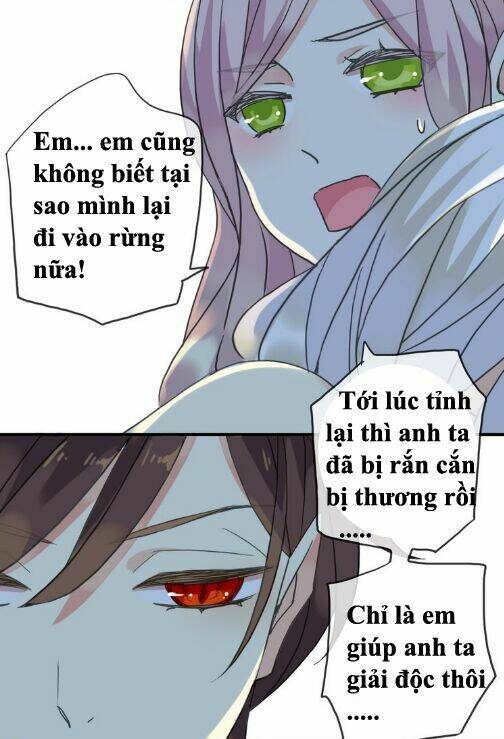 Em... em cũng
không biết tại
sao mình lại
đi vào rừng
nữa!
Tới lúc tỉnh
lại thì anh ta
đã bị rắn cắn
bị thương rồi
.....
Chỉ là em
giúp anh ta
giải độc thôi
.....